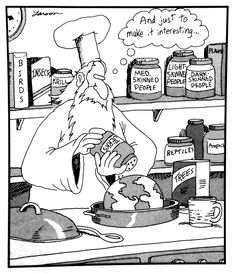 Larson
And just to
make it interesting...
BIRDS
INSECTS
MED.
SKINNED
PEOPLE
LIGHT-
SKINNED
PEOPLE
DARK-
SKINNED
PEOPLE
REPTILES
TREES